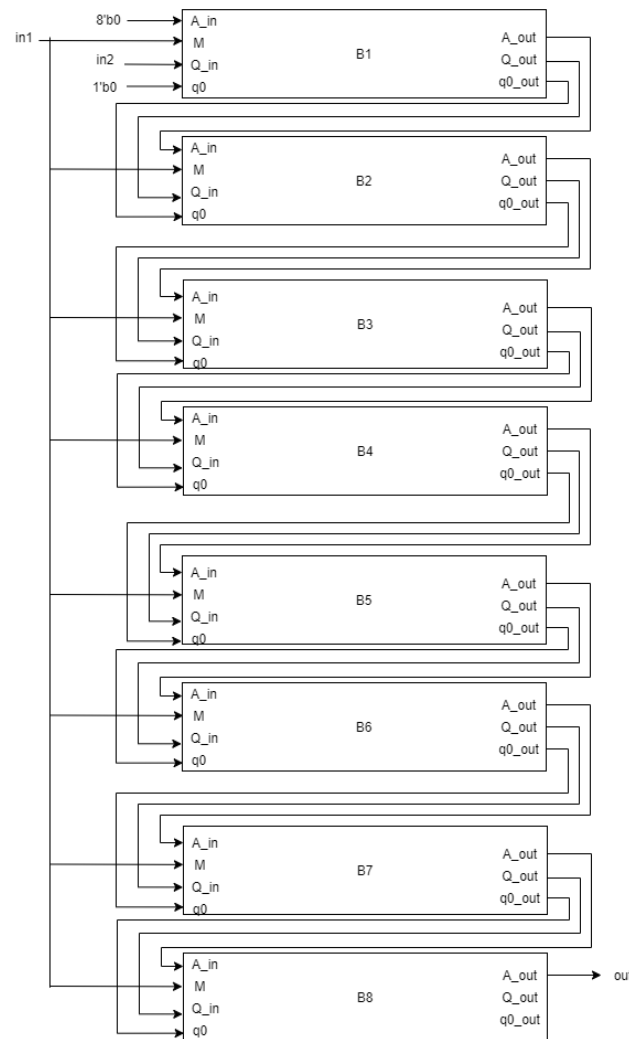 8'b0
A_in
A_out
in1
M
Q_out
in2
Q_in
B1
q0_out
1'b0
q0
A_in
A_out
M
B2
Q_out
Q_in
q0_out
q0
A_in
A_out
M
B3
Q_out
Q_in
q0_out
q0
A_in
A_out
M
B4
Q_out
Q_in
q0_out
q0
A_in
A_out
M
B5
Q_out
Q_in
q0_out
q0
A_in
A_out
M
B6
Q_out
Q_in
q0_out
q0
A_in
A_out
M
B7
Q_out
Q_in
q0_out
q0
A_in
A_out
out
M
B8
Q_out
Q_in
q0_out
q0